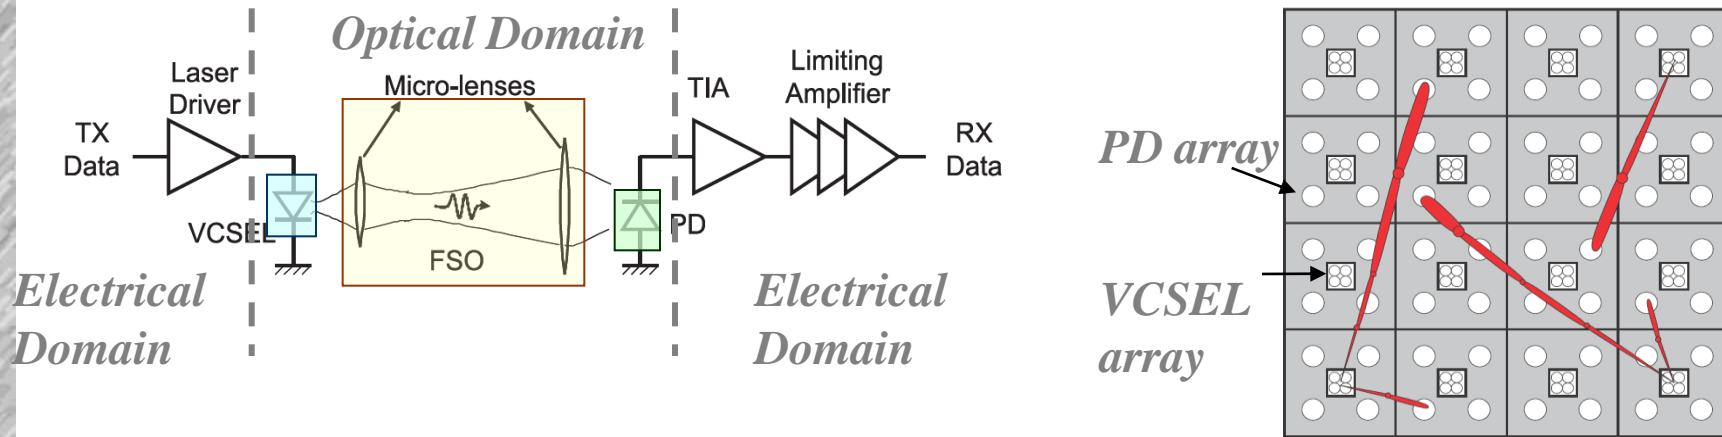 Optical Domain
Laser
Driver
Micro-lenses
TIA
Limiting
Amplifier
TX
Data
RX
Data
VCSEL
FSO
PD
Electrical
Domain
Electrical
Domain
PD array
VCSEL
array